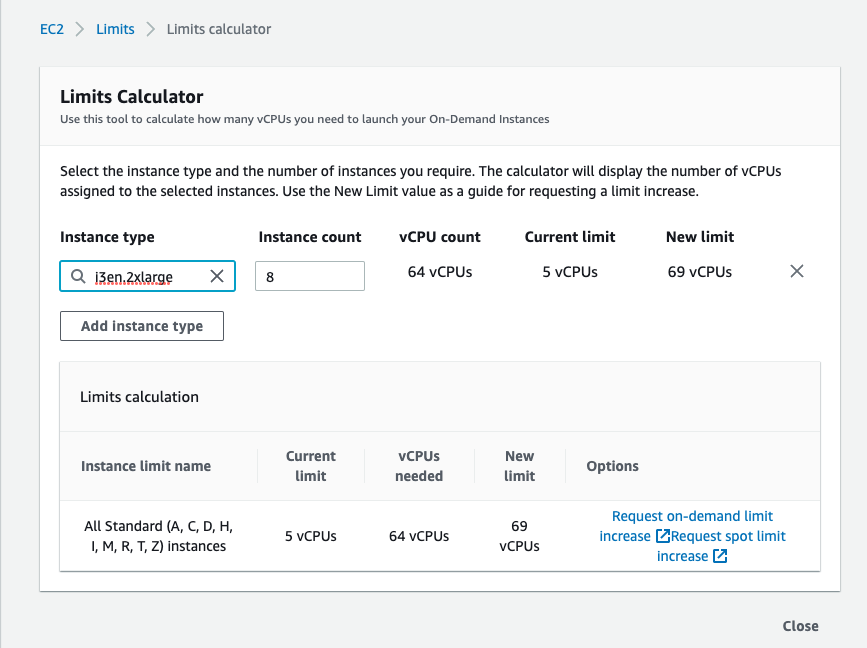 EC2 > Limits > Limits calculator
Limits Calculator
Use this tool to calculate how many vCPUs you need to launch your On-Demand Instances
Select the instance type and the number of instances you require. The calculator will display the number of vCPUs
assigned to the selected instances. Use the New Limit value as a guide for requesting a limit increase.
Instance type Instance count vCPU count Current limit New limit
i3en.2xlarge 8 64 vCPUs 5 vCPUs 69 vCPUs
Add instance type
Limits calculation
Instance limit name Current limit vCPUs needed New limit Options
All Standard (A, C, D, H,
I, M, R, T, Z) instances
5 vCPUs
64 vCPUs
69
vCPUs
Request on-demand limit
increase Request spot limit
increase
Close